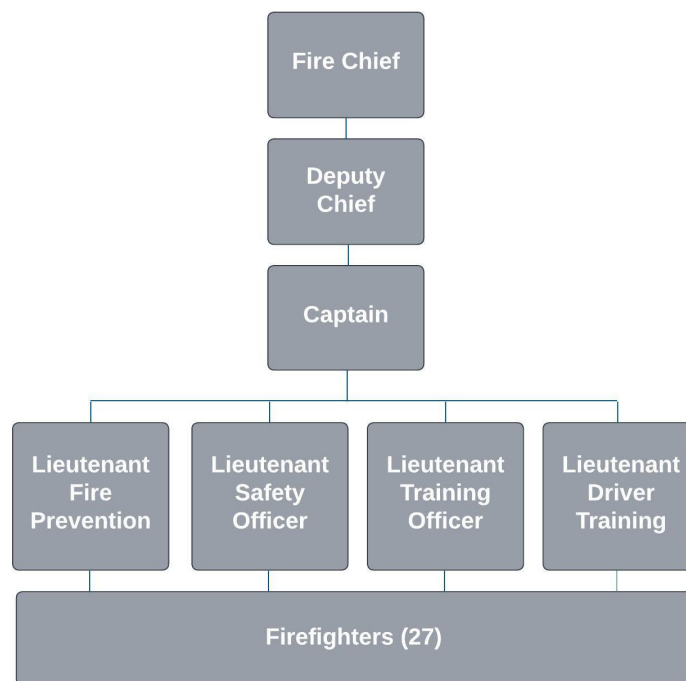 Fire Chief
Deputy
Chief
Captain
Lieutenant
Fire
Prevention
Lieutenant
Safety
Officer
Lieutenant
Training
Officer
Lieutenant
Driver
Training
Firefighters (27)